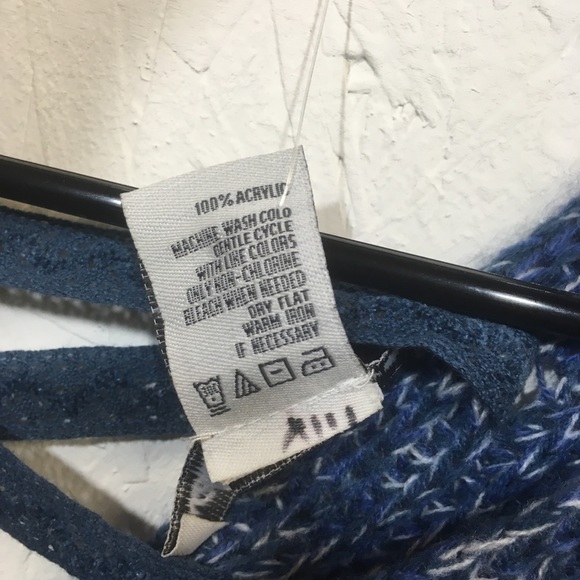 100% ACRYLIC
MACHINE WASH COLD
GENTLE CYCLE
WITH LIKE COLORS
ONLY NON-CHLORINE
BLEACH WHEN NEEDED
DRY FLAT
WARM IRON
IF NECESSARY